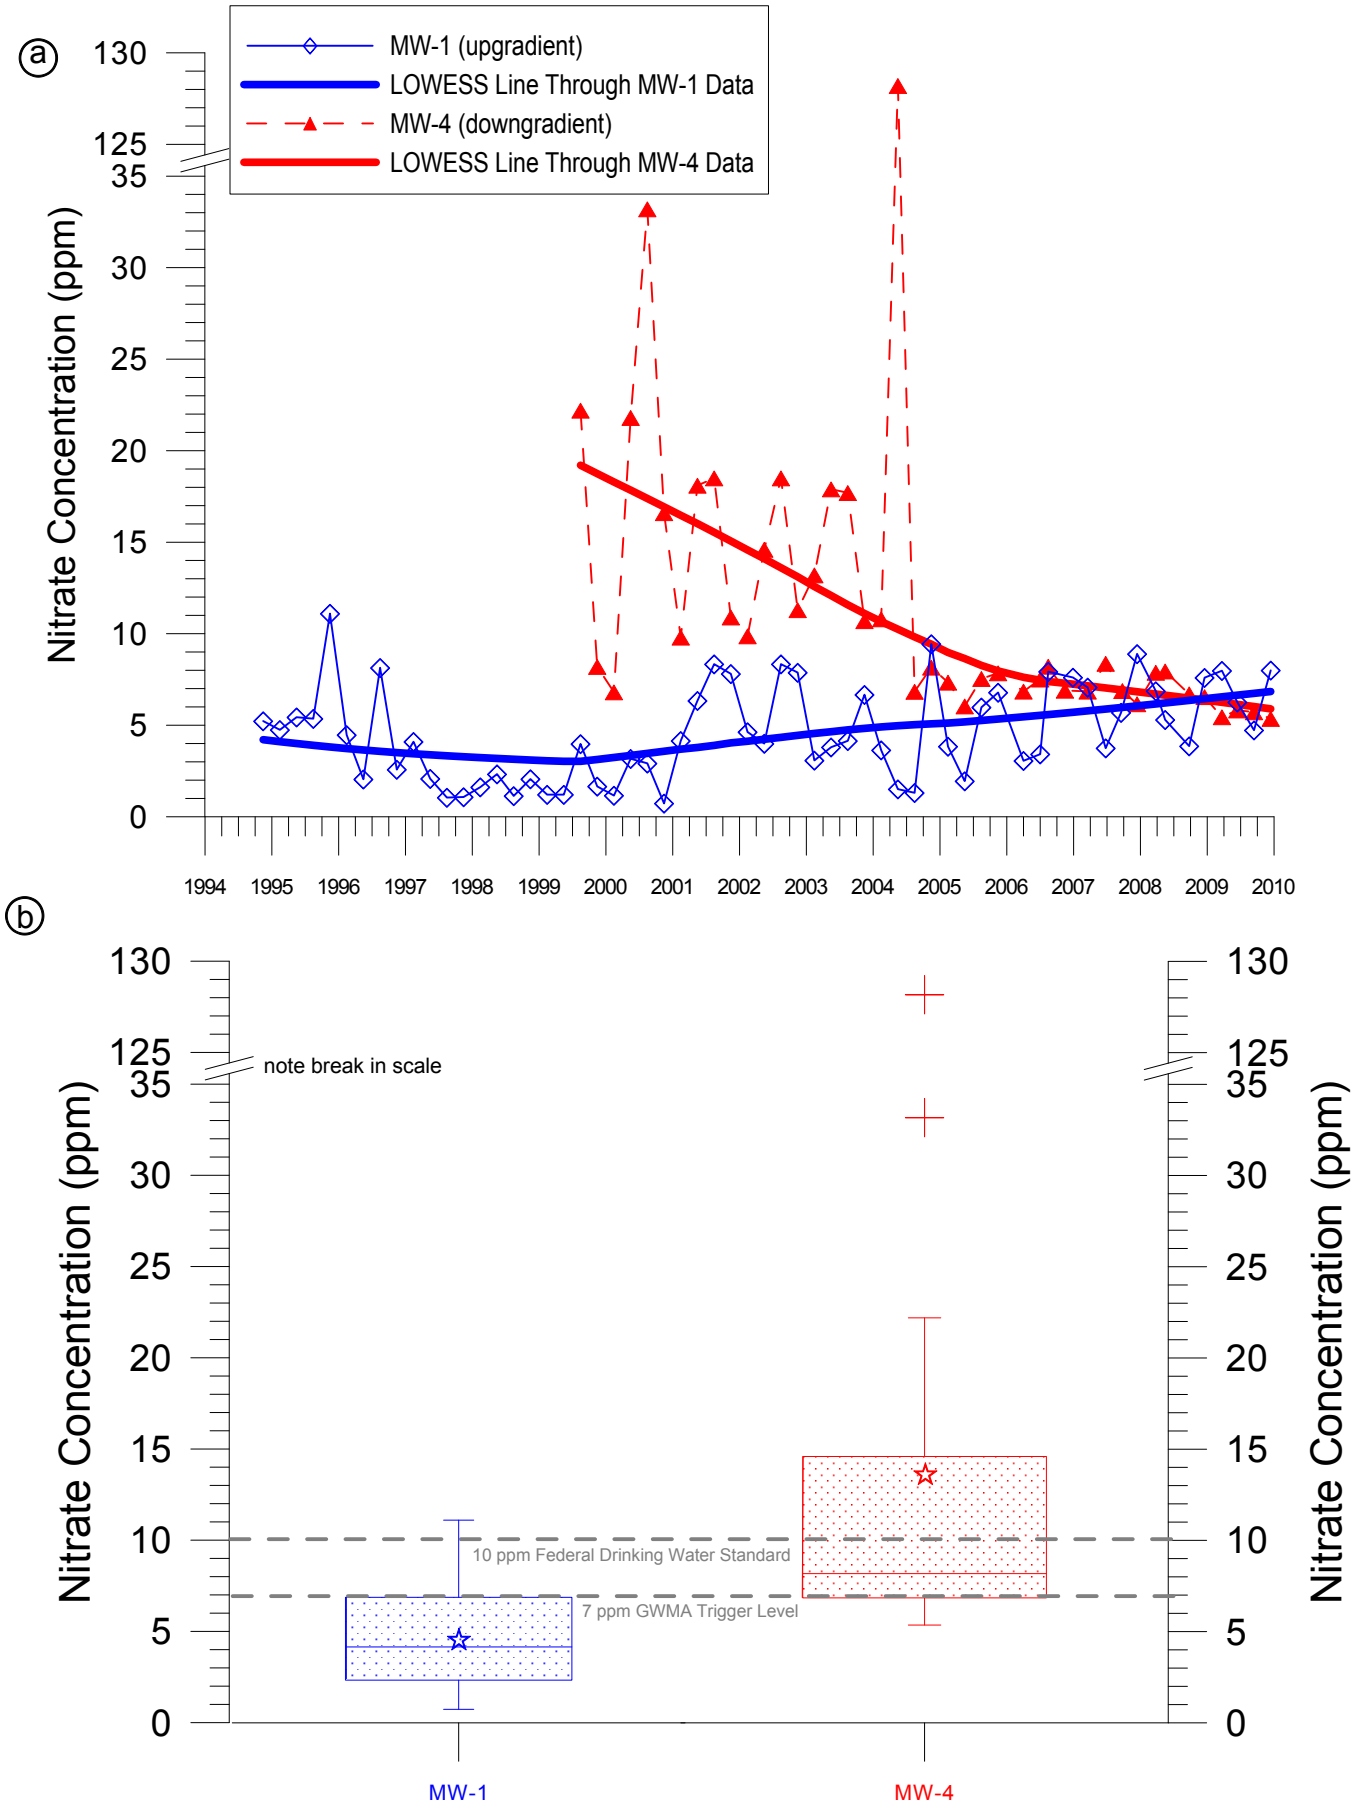 a
MW-1 (upgradient)
LOWESS Line Through MW-1 Data
MW-4 (downgradient)
LOWESS Line Through MW-4 Data
Nitrate Concentration (ppm)
130
125
35
30
25
20
15
10
5
0
1994 1995 1996 1997 1998 1999 2000 2001 2002 2003 2004 2005 2006 2007 2008 2009 2010
b
Nitrate Concentration (ppm)
130
125
35
30
25
20
15
10
5
0
note break in scale
10 ppm Federal Drinking Water Standard
7 ppm GWMA Trigger Level
130
125
35
30
25
20
15
10
5
0
Nitrate Concentration (ppm)
MW-1 MW-4